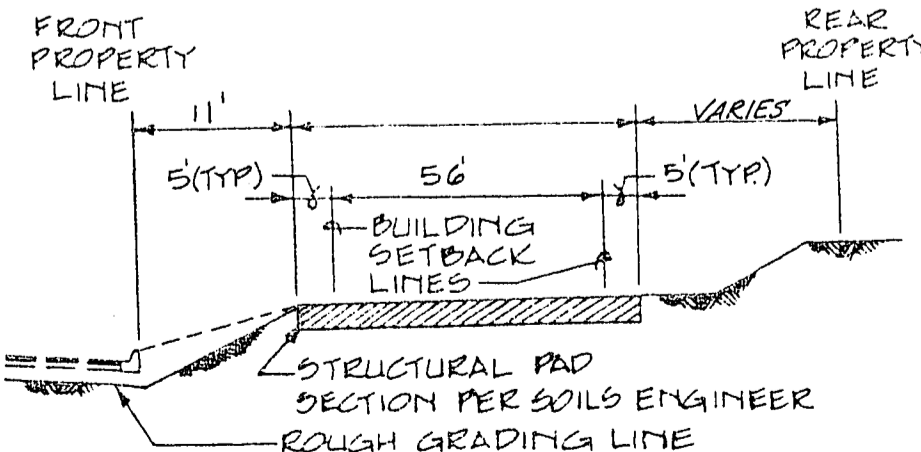 FRONT
PROPERTY
LINE
REAR
PROPERTY
LINE
11'
VARIES
5'(TYP.)
56'
5'(TYP.)
BUILDING
SETBACK
LINES
STRUCTURAL PAD
SECTION PER SOILS ENGINEER
ROUGH GRADING LINE